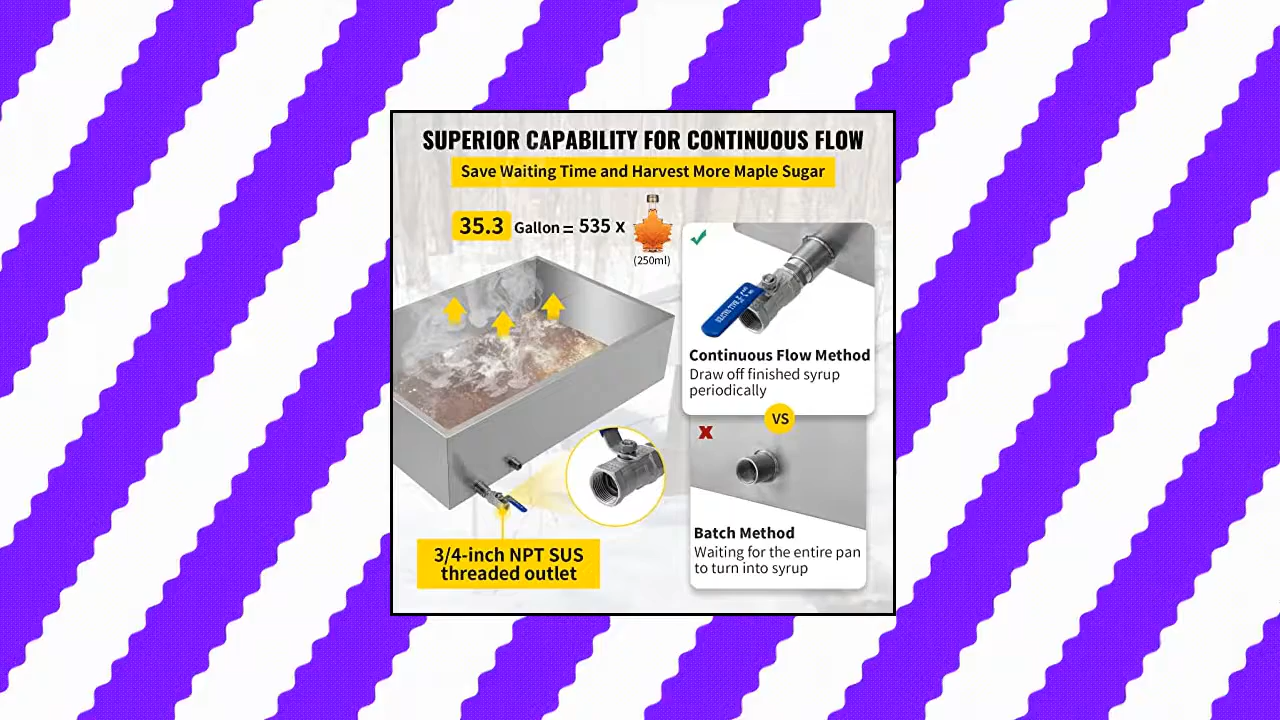 SUPERIOR CAPABILITY FOR CONTINUOUS FLOW
Save Waiting Time and Harvest More Maple Sugar
35.3 Gallon = 535 x
(250ml)
Continuous Flow Method
Draw off finished syrup
periodically
VS
X
Batch Method
Waiting for the entire pan
to turn into syrup
3/4-inch NPT SUS
threaded outlet